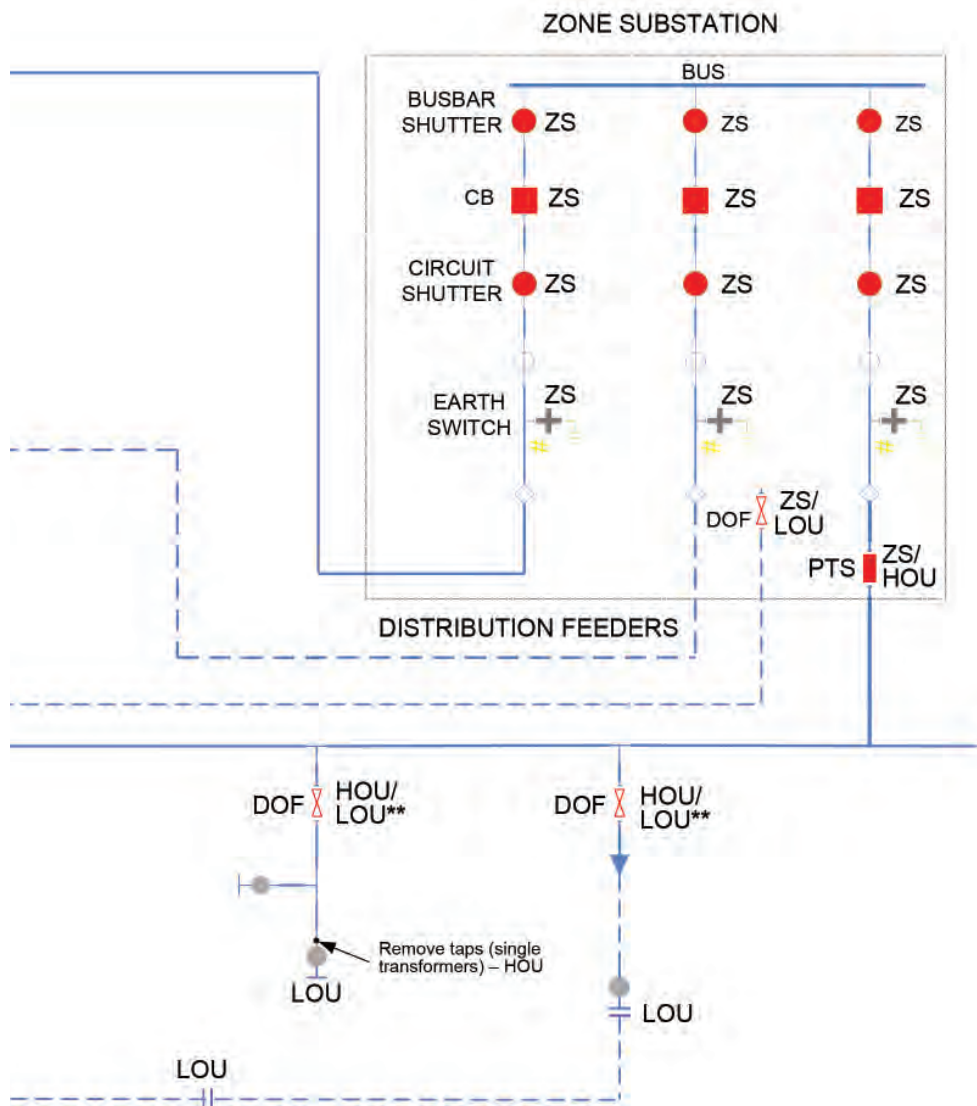 ZONE SUBSTATION
BUS
BUSBAR
SHUTTER
ZS
ZS
ZS
CB
ZS
ZS
ZS
CIRCUIT
SHUTTER
ZS
ZS
ZS
EARTH
SWITCH
ZS
ZS
ZS
#
#
#
DOF
ZS/
LOU
PTS
ZS/
HOU
DISTRIBUTION FEEDERS
DOF
HOU/
LOU**
DOF
HOU/
LOU**
Remove taps (single
transformers) – HOU
LOU
LOU
LOU